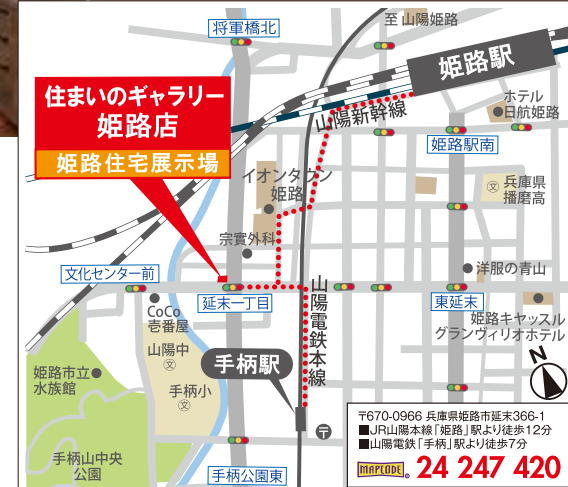 将軍橋北
至 山陽姫路
姫路駅
住まいのギャラリー
姫路店
姫路住宅展示場
山陽新幹線
ホテル
日航姫路
姫路駅南
イオンタウン
姫路
兵庫県
播磨高
文
宗實外科
文化センター前
洋服の青山
延末一丁目
東延末
CoCo
壱番屋
山陽電鉄本線
姫路キヤッスル
グランヴィリオホテル
山陽中
文
手柄駅
姫路市立
水族館
手柄小
文
N
〒
手柄山中央
公園
手柄公園東
〒670-0966 兵庫県姫路市延末366-1
■JR山陽本線「姫路」駅より徒歩12分
■山陽電鉄「手柄」駅より徒歩7分
MAPCODE® 24 247 420